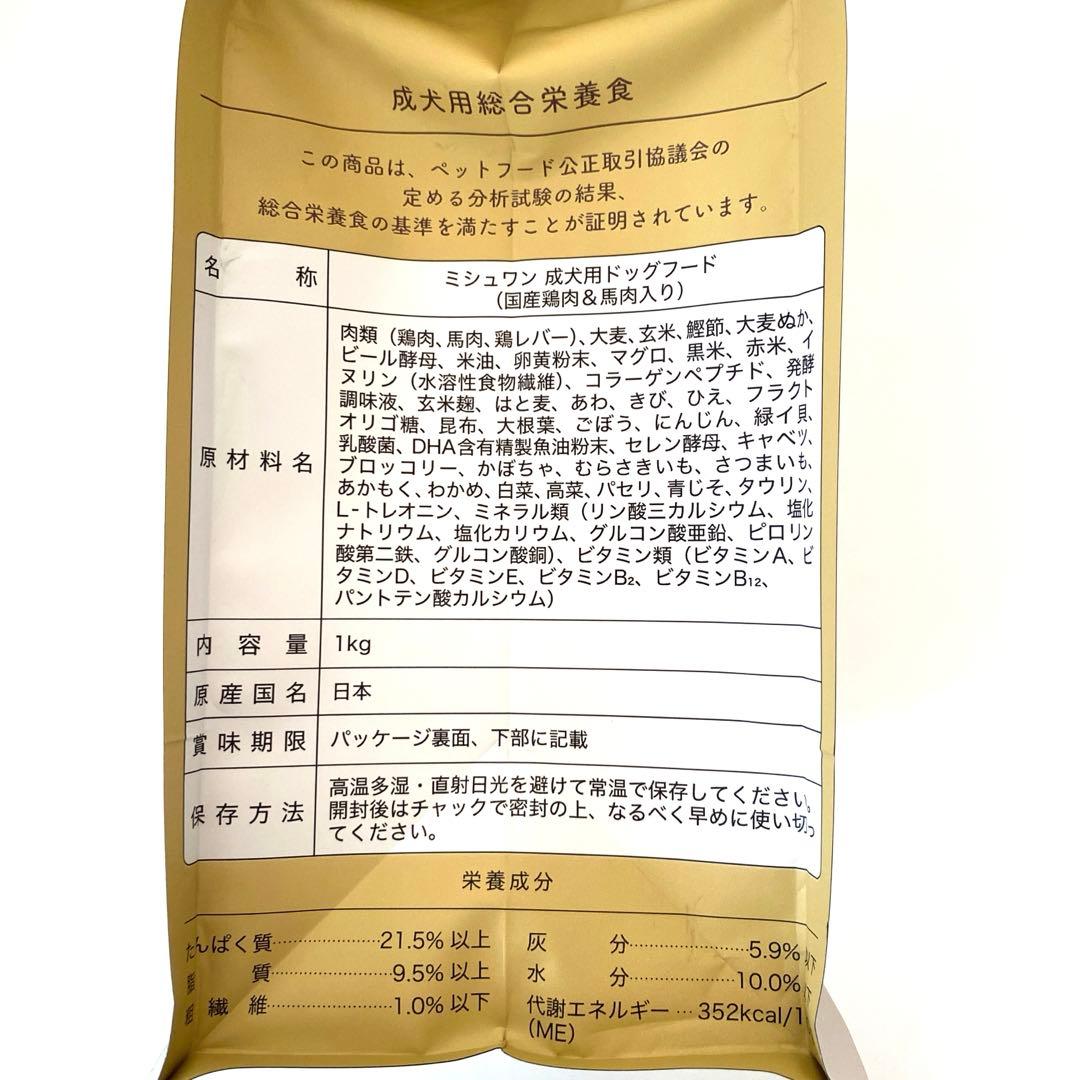 成犬用総合栄養食
この商品は、ペットフード公正取引協議会の
定める分析試験の結果、
総合栄養食の基準を満たすことが証明されています。
名称 ミシュワン 成犬用ドッグフード
（国産鶏肉＆馬肉入り）
原材料名
肉類（鶏肉、馬肉、鶏レバー）、大麦、玄米、鰹節、大麦ぬか、
ビール酵母、米油、卵黄粉末、マグロ、黒米、赤米、イ
ヌリン（水溶性食物繊維）、コラーゲンペプチド、発酵
調味液、玄米麹、はと麦、あわ、きび、ひえ、フラクト
オリゴ糖、昆布、大根葉、ごぼう、にんじん、緑イ貝、
乳酸菌、DHA含有精製魚油粉末、セレン酵母、キャベツ、
ブロッコリー、かぼちゃ、むらさきいも、さつまいも、
あかもく、わかめ、白菜、高菜、パセリ、青じそ、タウリン、
L-トレオニン、ミネラル類（リン酸三カルシウム、塩化
ナトリウム、塩化カリウム、グルコン酸亜鉛、ピロリン
酸第二鉄、グルコン酸銅）、ビタミン類（ビタミンA、ビ
タミンD、ビタミンE、ビタミンB₂、ビタミンB₁₂、
パントテン酸カルシウム）
内容量 1kg
原産国名 日本
賞味期限 パッケージ裏面、下部に記載
保存方法
高温多湿・直射日光を避けて常温で保存してください。
開封後はチャックで密封の上、なるべく早めに使い切っ
てください。
栄養成分
たんぱく質…………21.5%以上
脂質…………9.5%以上
粗繊維…………1.0%以下
灰分…………5.9%以下
水分…………10.0%
代謝エネルギー…352kcal/1
（ME）